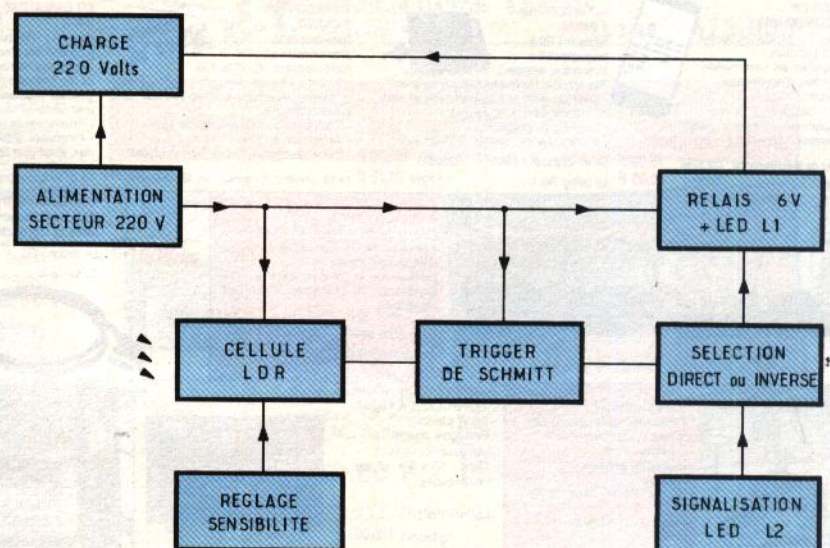 CHARGE
220 Volts
ALIMENTATION
SECTEUR 220 V
RELAIS 6V
+ LED L1
CELLULE
LDR
TRIGGER
DE SCHMITT
SELECTION
DIRECT ou INVERSE
REGLAGE
SENSIBILITE
SIGNALISATION
LED L2